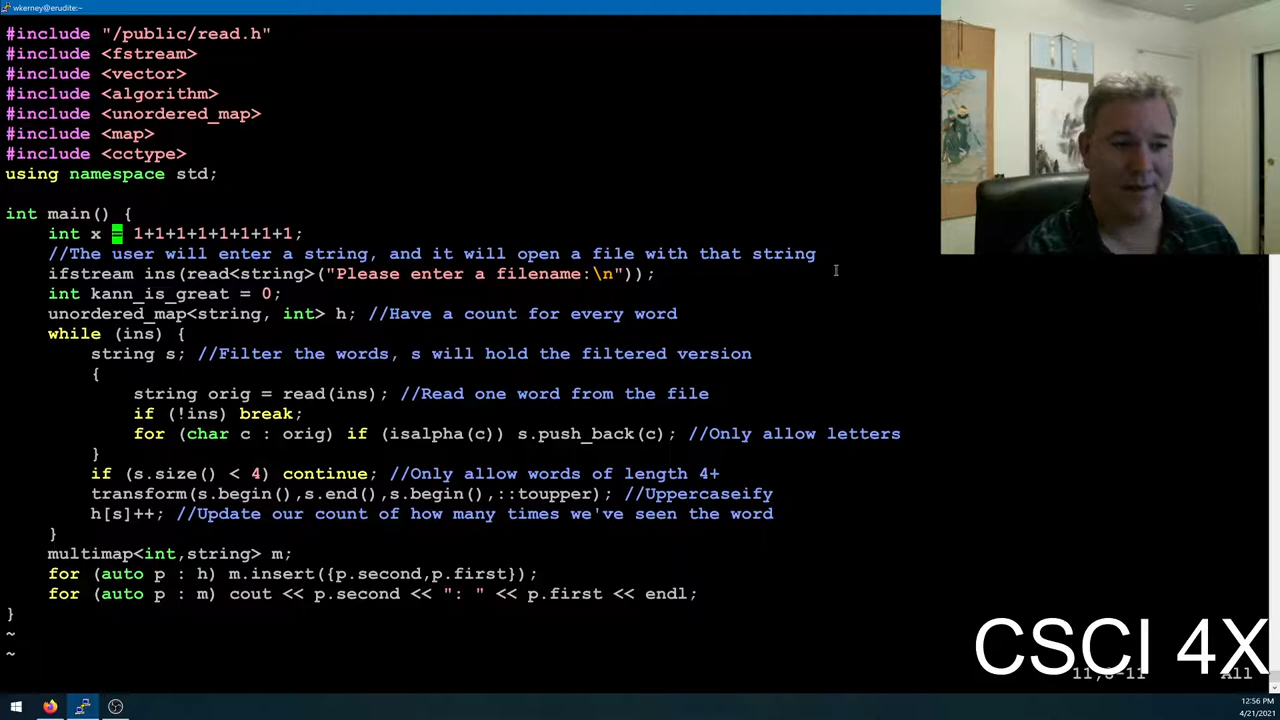 wkerney@erudite:~
#include "/public/read.h"
#include <fstream>
#include <vector>
#include <algorithm>
#include <unordered_map>
#include <map>
#include <cctype>
using namespace std;
int main() {
    int x = 1+1+1+1+1+1+1+1;
    //The user will enter a string, and it will open a file with that string
    ifstream ins(read<string>("Please enter a filename:\n"));
    int kann_is_great = 0;
    unordered_map<string, int> h; //Have a count for every word
    while (ins) {
        string s; //Filter the words, s will hold the filtered version
        {
            string orig = read(ins); //Read one word from the file
            if (!ins) break;
            for (char c : orig) if (isalpha(c)) s.push_back(c); //Only allow letters
        }
        if (s.size() < 4) continue; //Only allow words of length 4+
        transform(s.begin(),s.end(),s.begin(),::toupper); //Uppercaseify
        h[s]++; //Update our count of how many times we've seen the word
    }
    multimap<int,string> m;
    for (auto p : h) m.insert({p.second,p.first});
    for (auto p : m) cout << p.second << ": " << p.first << endl;
}
~
~
CSCI 4X
12:56 PM
4/21/2021